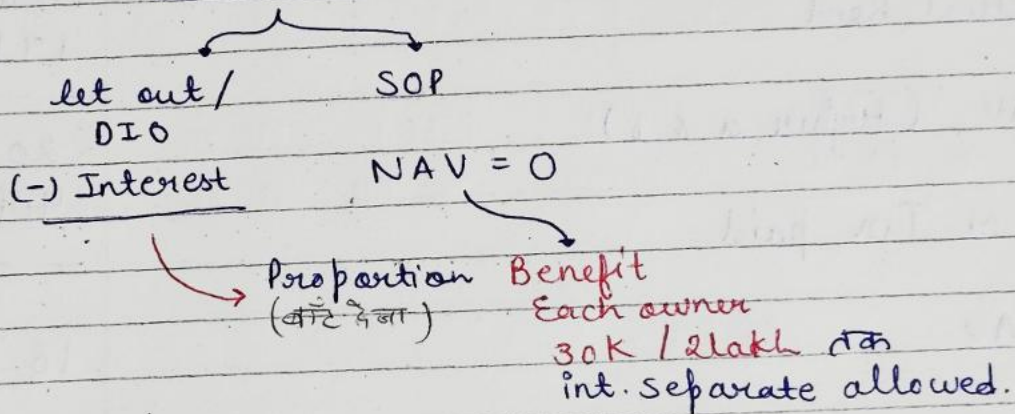 let out / SOP
DIO
(-) Interest NAV = 0
Proportion Benefit
(बाँट देना) Each owner
30K / 2lakh तक
int. separate allowed.